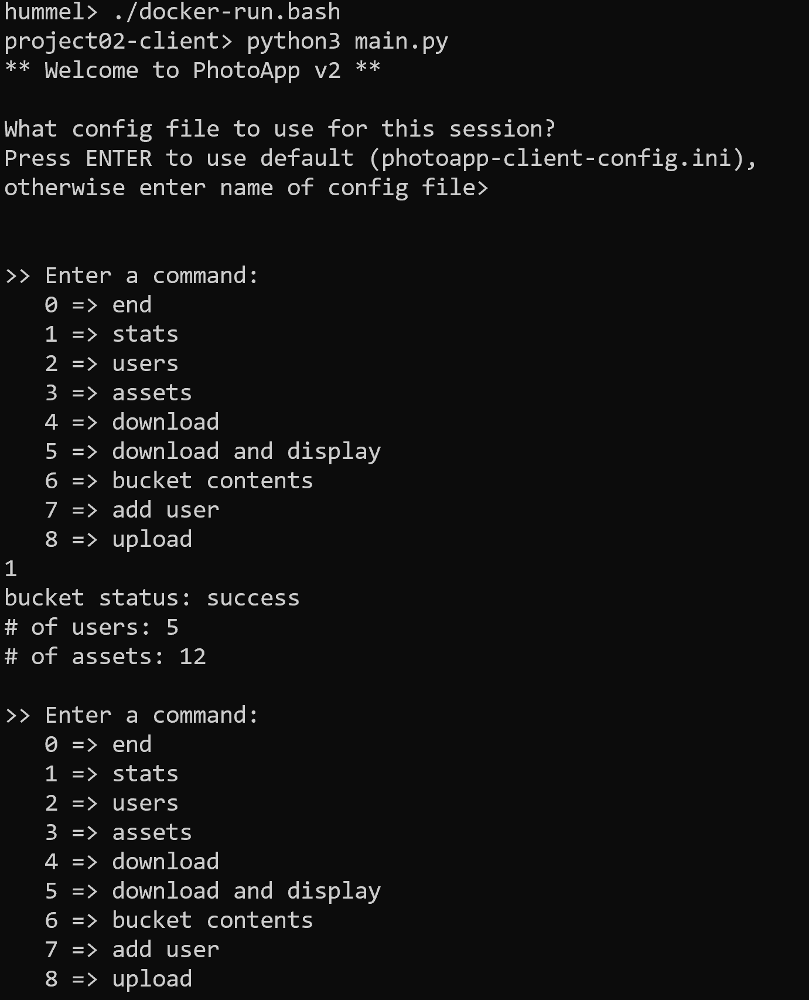 hummel> ./docker-run.bash
project02-client> python3 main.py
** Welcome to PhotoApp v2 **
What config file to use for this session?
Press ENTER to use default (photoapp-client-config.ini),
otherwise enter name of config file>
>> Enter a command:
   0 => end
   1 => stats
   2 => users
   3 => assets
   4 => download
   5 => download and display
   6 => bucket contents
   7 => add user
   8 => upload
1
bucket status: success
# of users: 5
# of assets: 12
>> Enter a command:
   0 => end
   1 => stats
   2 => users
   3 => assets
   4 => download
   5 => download and display
   6 => bucket contents
   7 => add user
   8 => upload